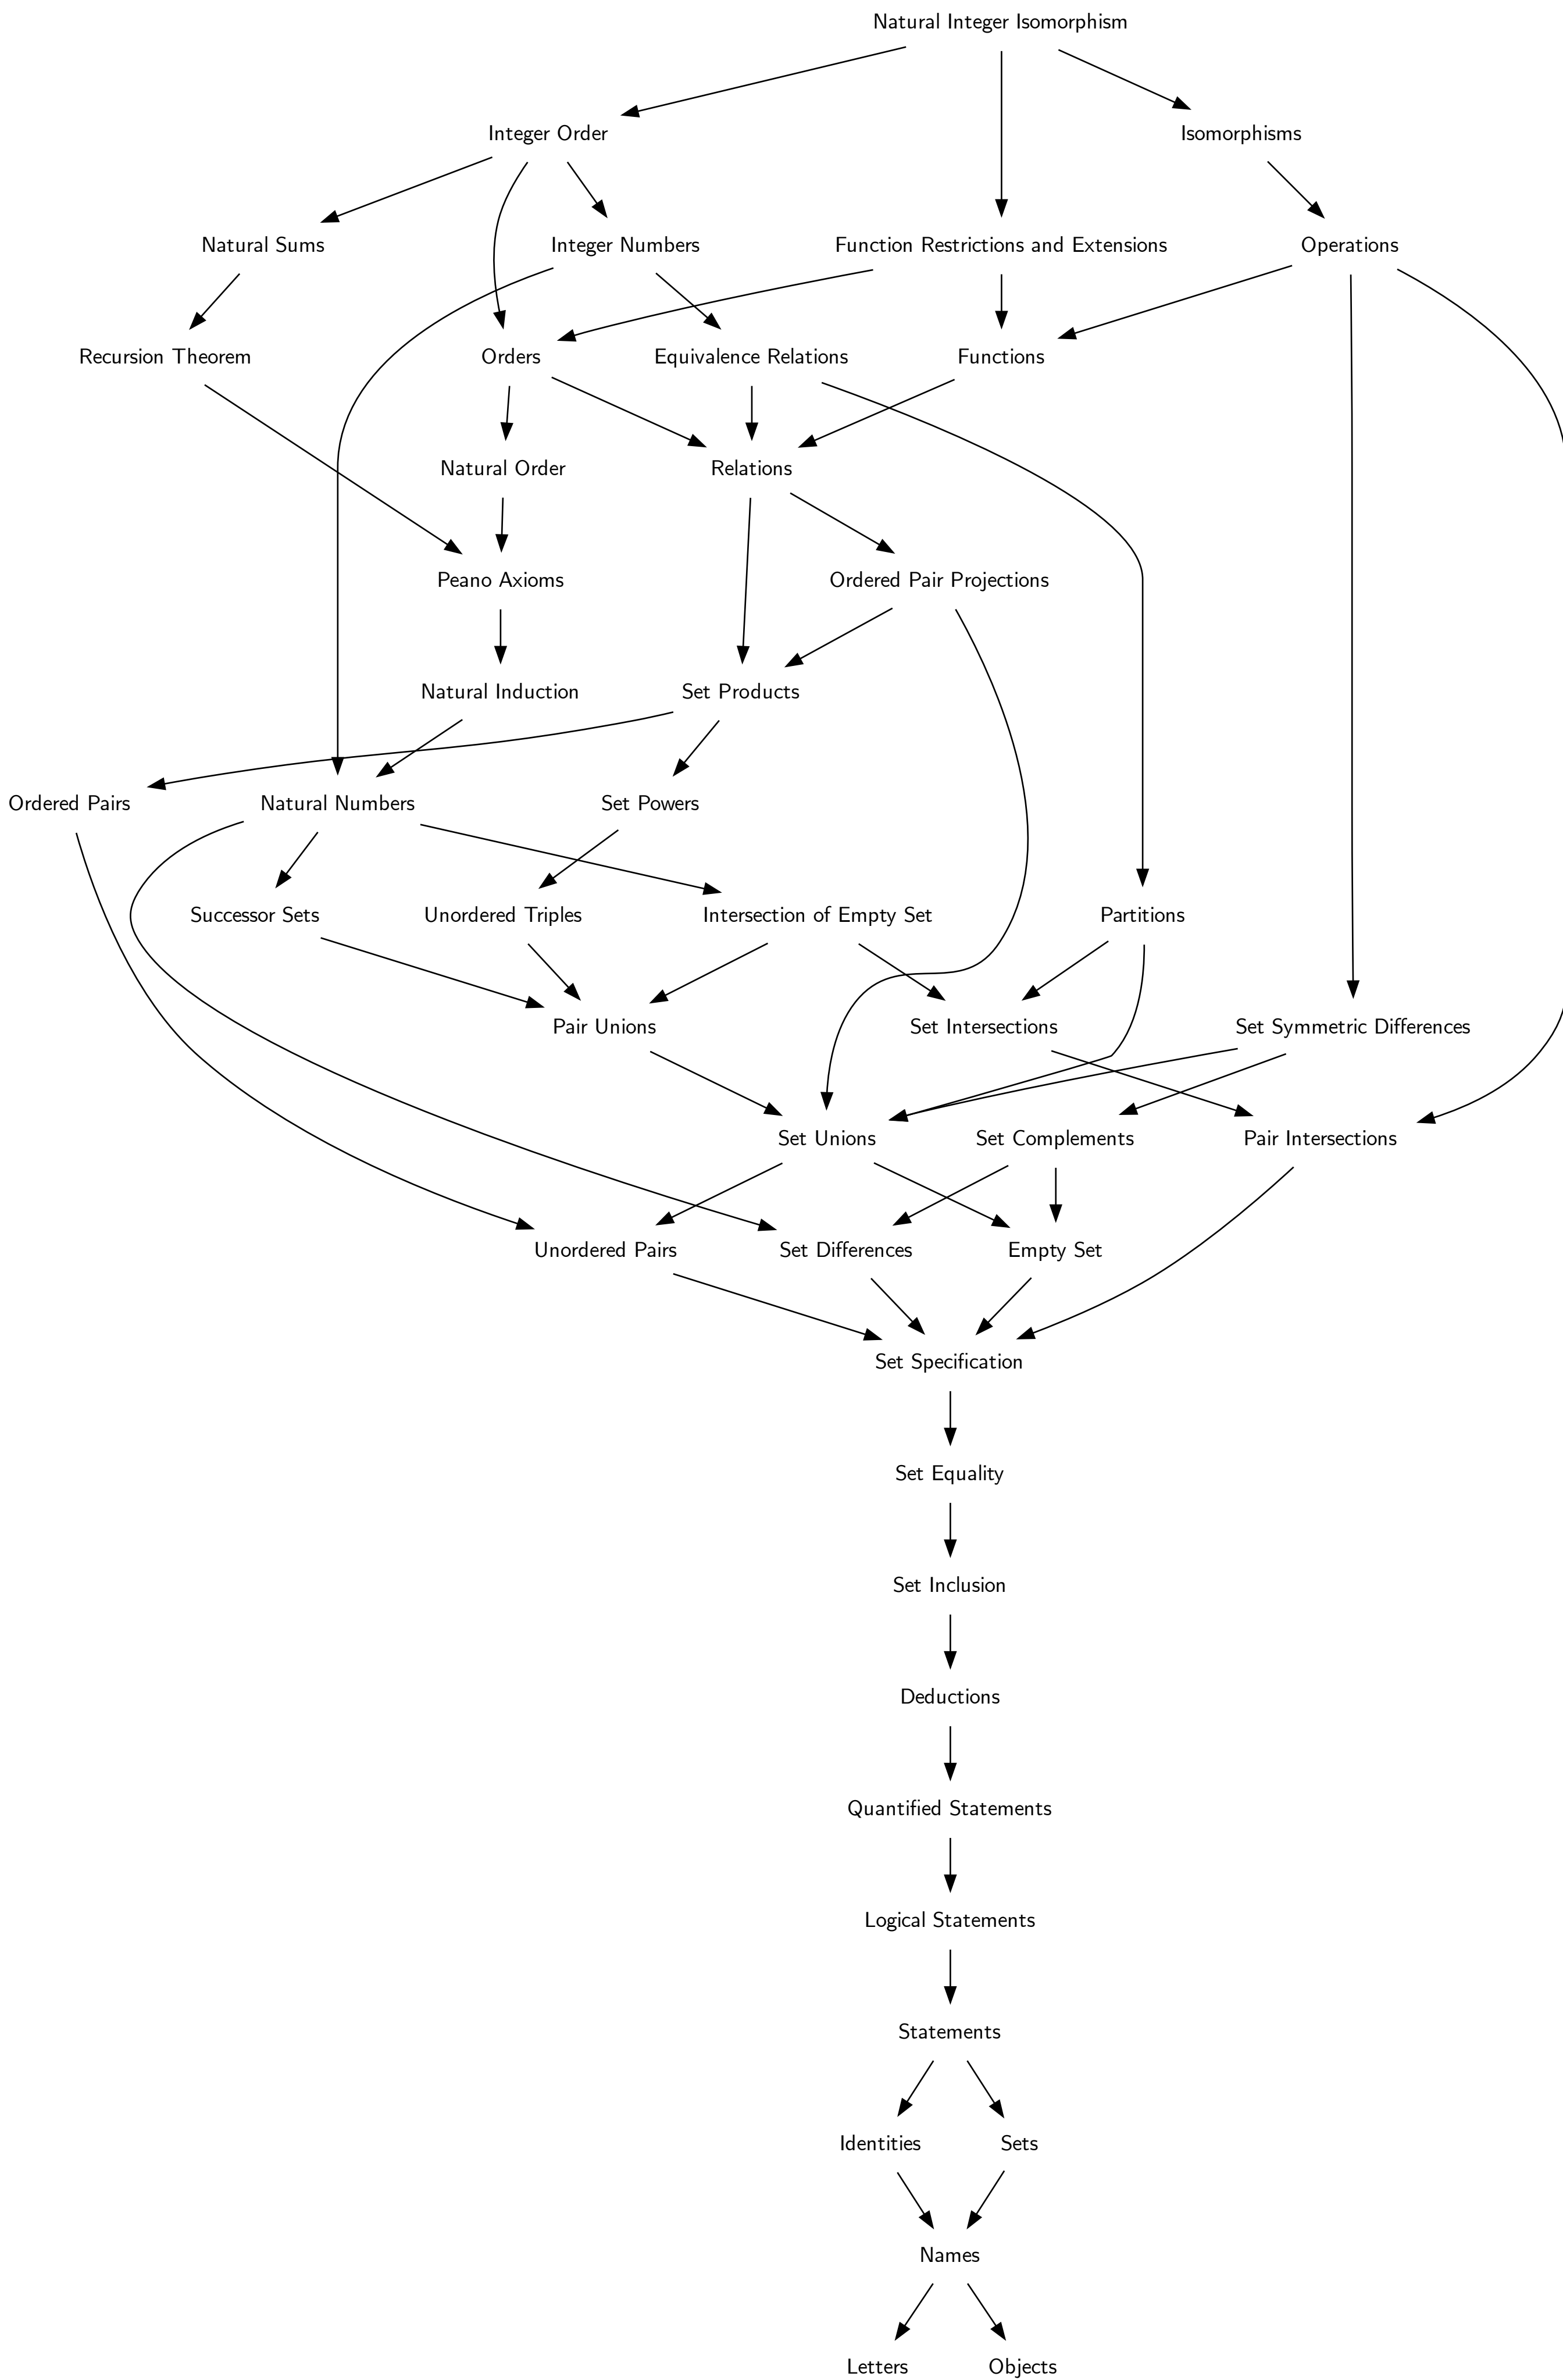 Natural Integer Isomorphism
Integer Order
Isomorphisms
Natural Sums
Integer Numbers
Function Restrictions and Extensions
Operations
Recursion Theorem
Orders
Equivalence Relations
Functions
Natural Order
Relations
Peano Axioms
Ordered Pair Projections
Natural Induction
Set Products
Ordered Pairs
Natural Numbers
Set Powers
Successor Sets
Unordered Triples
Intersection of Empty Set
Partitions
Pair Unions
Set Intersections
Set Symmetric Differences
Set Unions
Set Complements
Pair Intersections
Unordered Pairs
Set Differences
Empty Set
Set Specification
Set Equality
Set Inclusion
Deductions
Quantified Statements
Logical Statements
Statements
Identities
Sets
Names
Letters
Objects